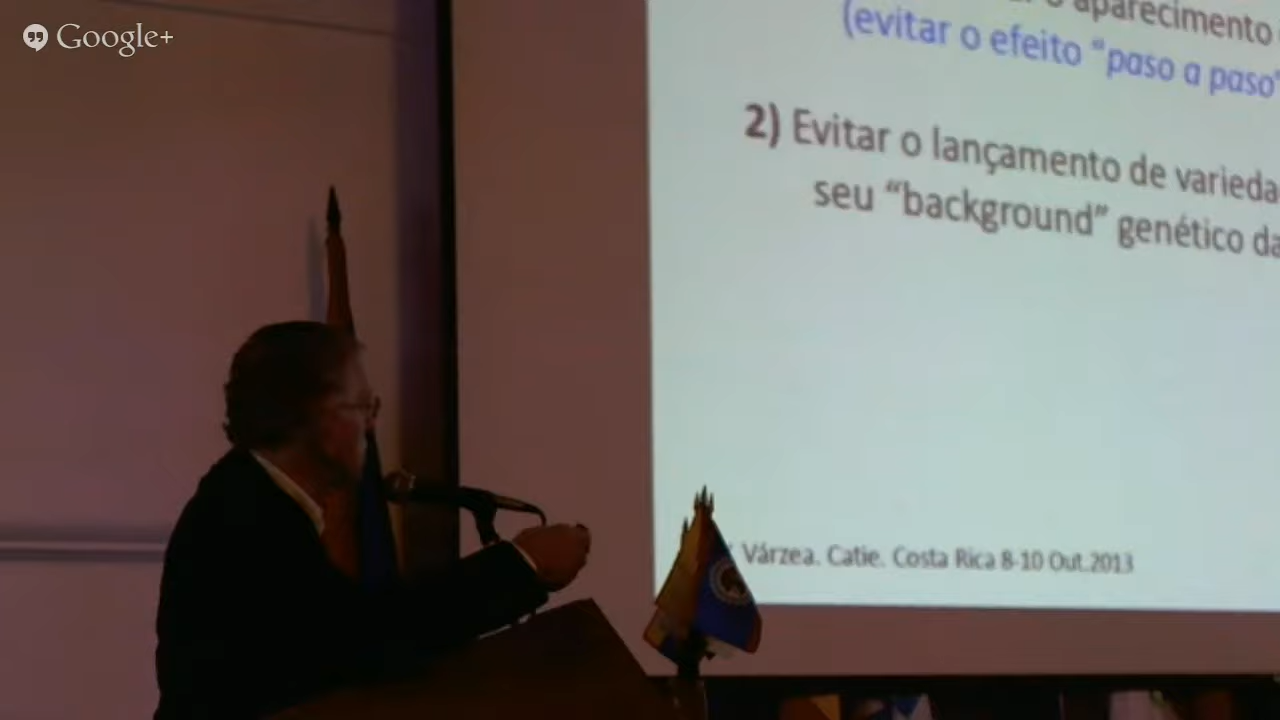 Google+
o aparecimento
(evitar o efeito "paso a paso"
2) Evitar o lançamento de varieda
seu "background" genético da
Várzea. Catie. Costa Rica 8-10 Out.2013